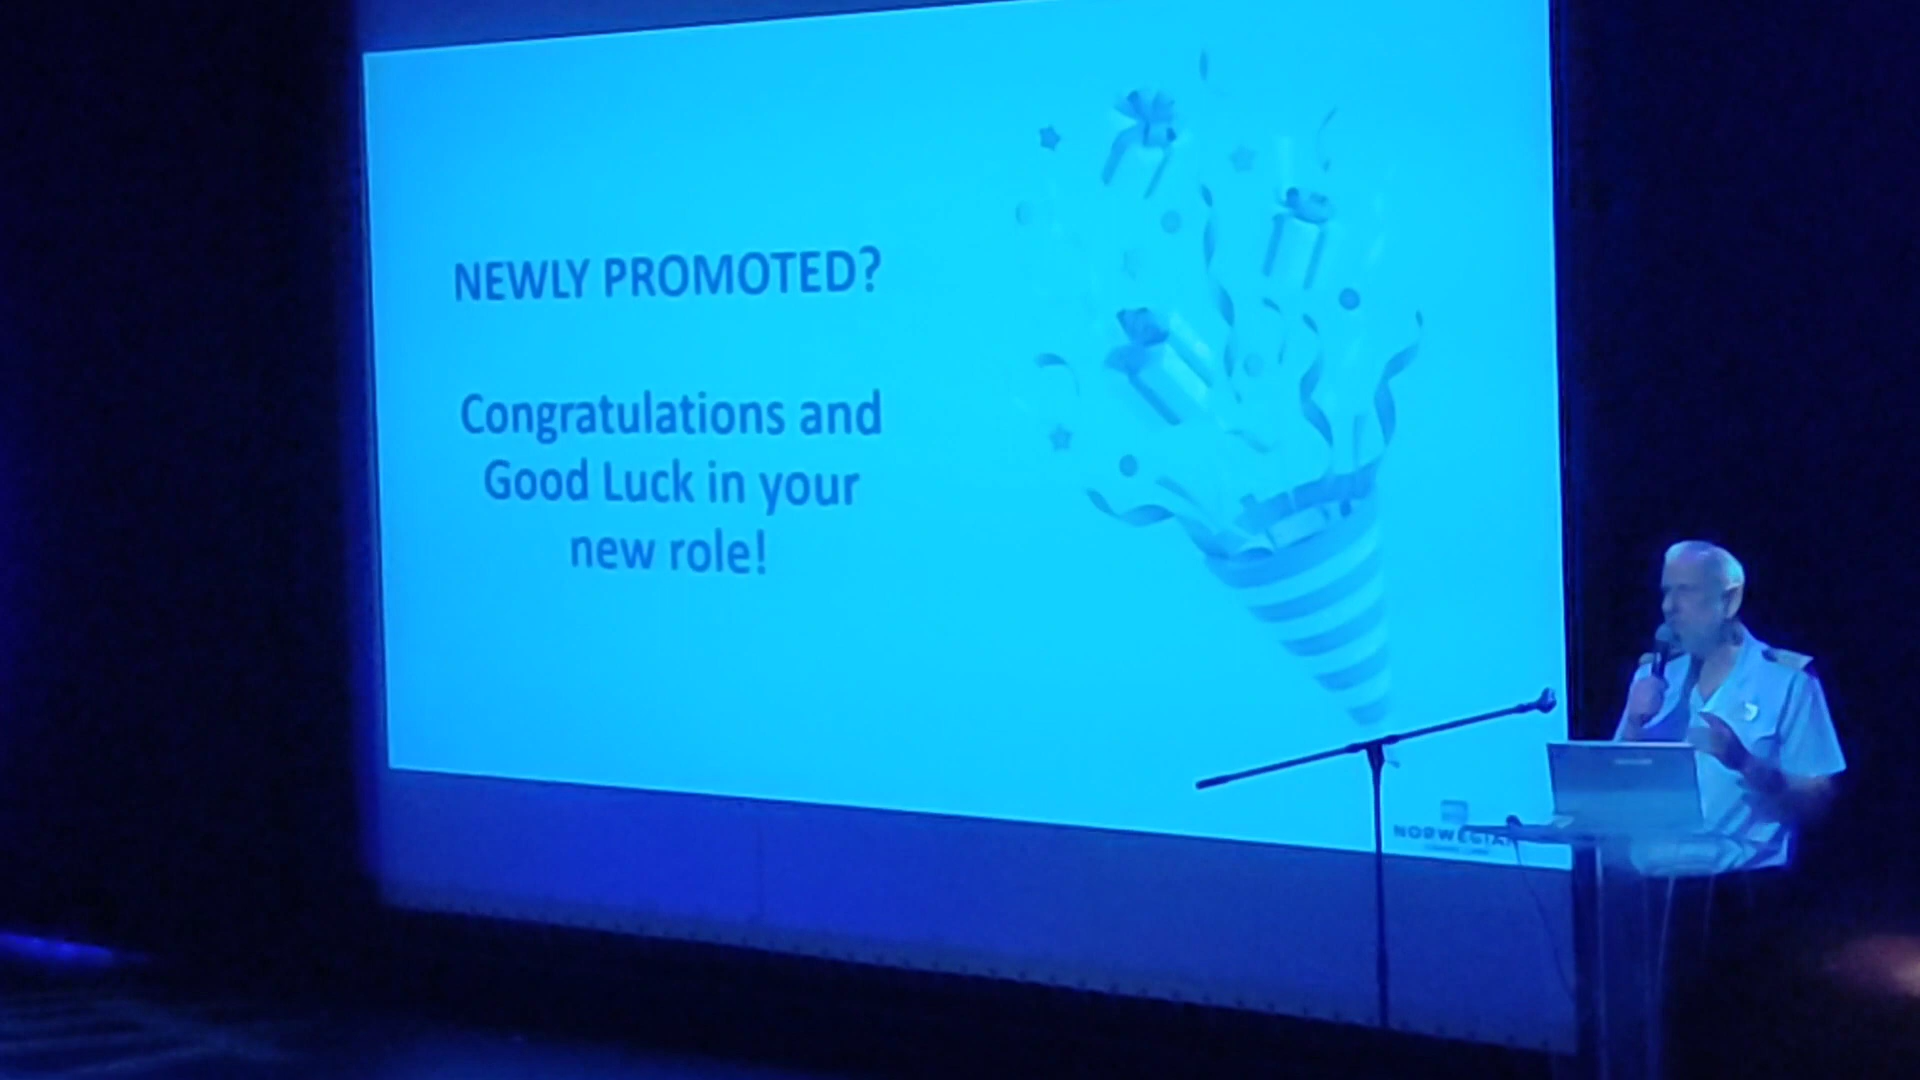 NEWLY PROMOTED?
Congratulations and
Good Luck in your
new role!
NORWEGIAN